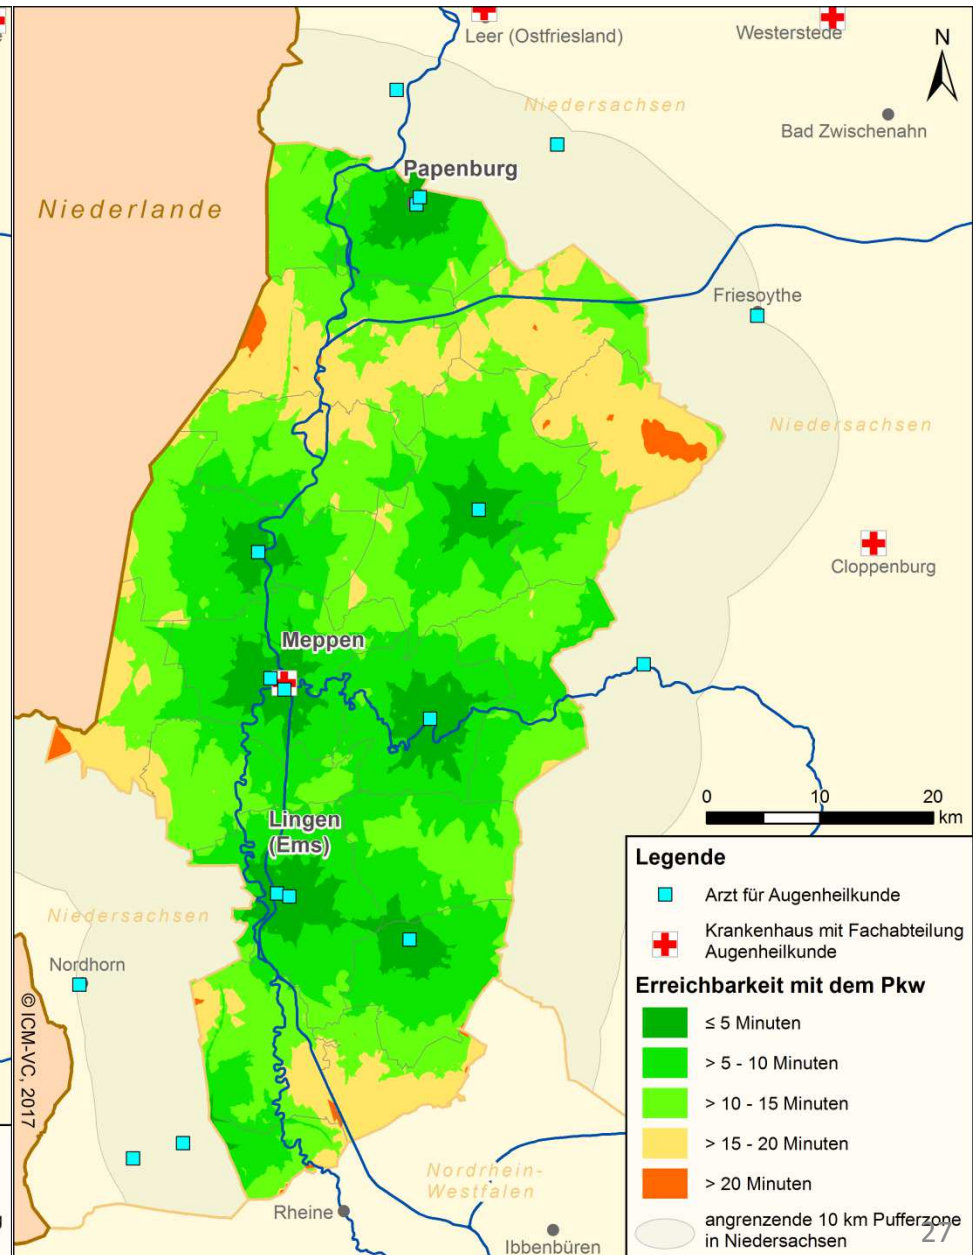 Leer (Ostfriesland)
Westerstede
N
Niedersachsen
Bad Zwischenahn
Papenburg
Niederlande
Friesoythe
Niedersachsen
Cloppenburg
Meppen
0 10 20
km
Lingen
(Ems)
Legende
Arzt für Augenheilkunde
Krankenhaus mit Fachabteilung
Augenheilkunde
Erreichbarkeit mit dem Pkw
≤ 5 Minuten
> 5 - 10 Minuten
> 10 - 15 Minuten
> 15 - 20 Minuten
> 20 Minuten
angrenzende 10 km Pufferzone
in Niedersachsen
27
Niedersachsen
Nordhorn
© ICM-VC, 2017
Nordrhein-
Westfalen
Rheine
Ibbenbüren